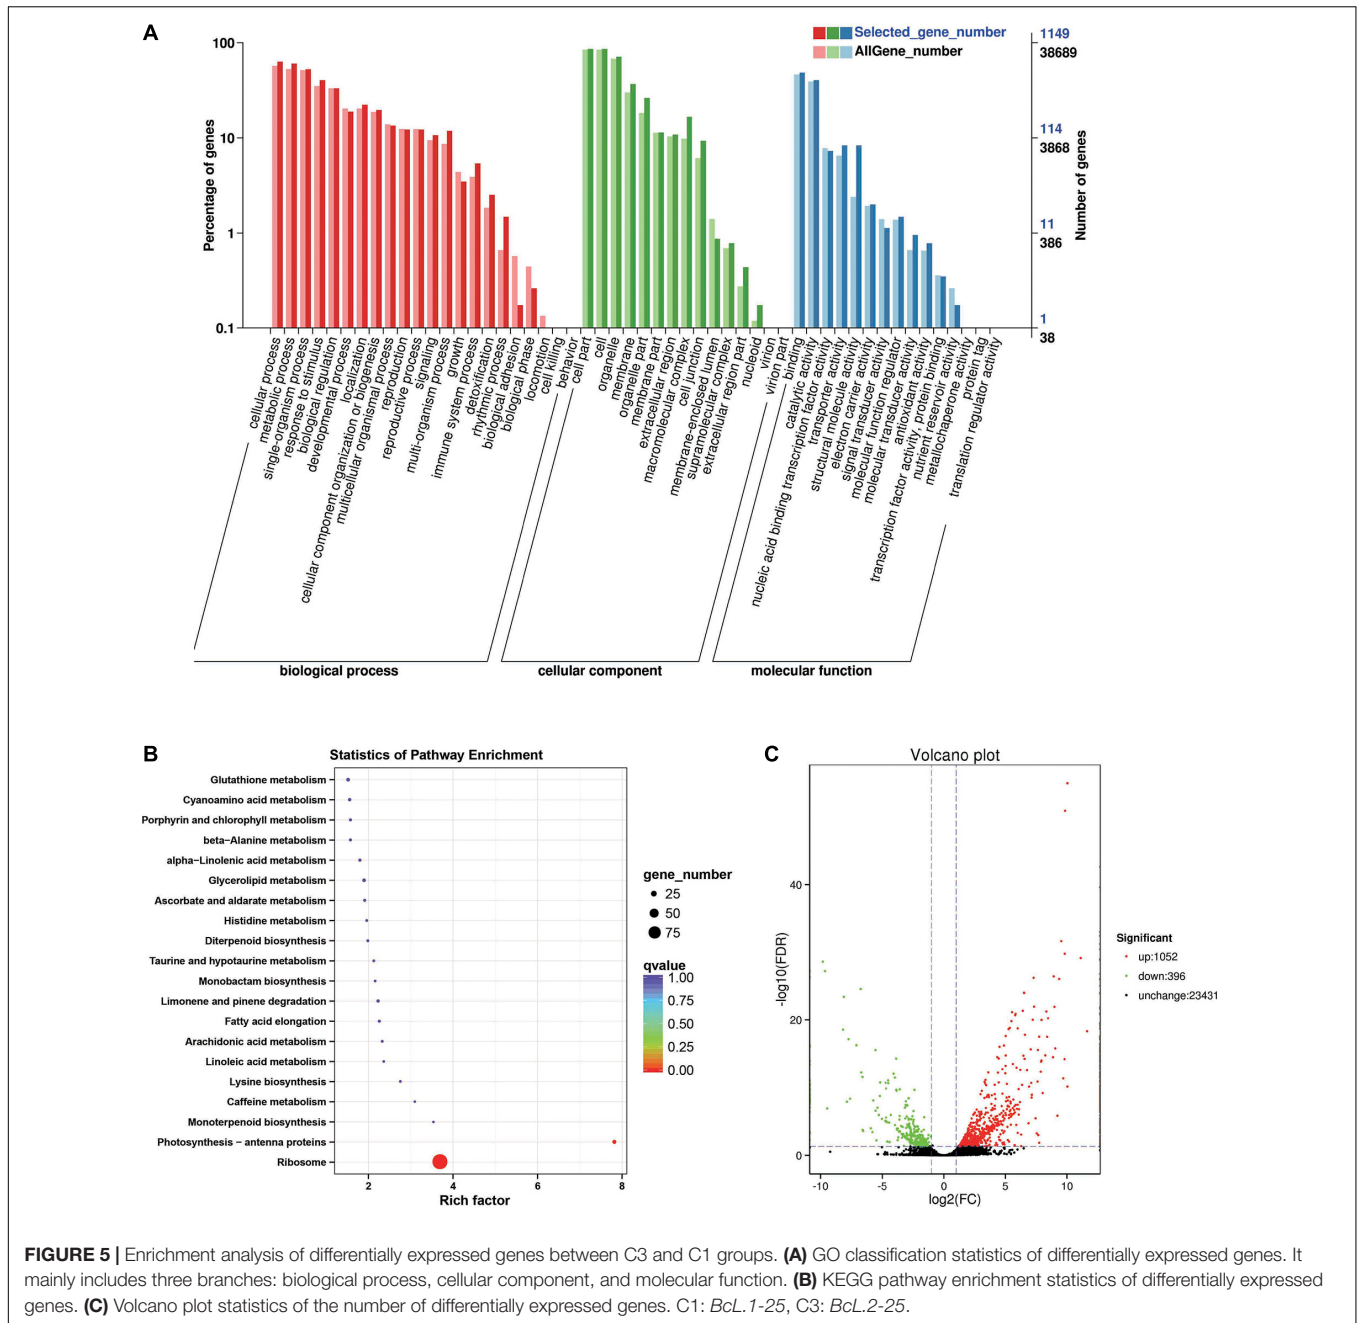 A
Selected_gene_number
AllGene_number
Percentage of genes
100
10
1
0.1
1149
38689
114
3868
11
386
1
38
Number of genes
cellular process
metabolic process
single-organism process
response to stimulus
biological regulation
developmental process
localization
cellular component organization or biogenesis
multicellular organismal process
reproduction
reproductive process
signaling
multi-organism process
growth
immune system process
detoxification
rhythmic process
biological adhesion
biological phase
locomotion
cell killing
behavior
cell part
cell
organelle
membrane
organelle part
membrane part
extracellular region
macromolecular complex
cell junction
membrane-enclosed lumen
supramolecular complex
extracellular region part
nucleoid
virion
virion part
binding
catalytic activity
nucleic acid binding transcription factor activity
transporter activity
structural molecule activity
electron carrier activity
signal transducer activity
molecular function regulator
molecular transducer activity
antioxidant activity
transcription factor activity, protein binding
nutrient reservoir activity
metallochaperone activity
protein tag
translation regulator activity
biological process
cellular component
molecular function
B
Statistics of Pathway Enrichment
Glutathione metabolism
Cyanoamino acid metabolism
Porphyrin and chlorophyll metabolism
beta−Alanine metabolism
alpha−Linolenic acid metabolism
Glycerolipid metabolism
Ascorbate and aldarate metabolism
Histidine metabolism
Diterpenoid biosynthesis
Taurine and hypotaurine metabolism
Monobactam biosynthesis
Limonene and pinene degradation
Fatty acid elongation
Arachidonic acid metabolism
Linoleic acid metabolism
Lysine biosynthesis
Caffeine metabolism
Monoterpenoid biosynthesis
Photosynthesis − antenna proteins
Ribosome
2 4 6 8
Rich factor
gene_number
25
50
75
qvalue
1.00
0.75
0.50
0.25
0.00
C
Volcano plot
-log10(FDR)
40
20
0
-10 -5 0 5 10
log2(FC)
Significant
up:1052
down:396
unchange:23431
FIGURE 5 | Enrichment analysis of differentially expressed genes between C3 and C1 groups. (A) GO classification statistics of differentially expressed genes. It
mainly includes three branches: biological process, cellular component, and molecular function. (B) KEGG pathway enrichment statistics of differentially expressed
genes. (C) Volcano plot statistics of the number of differentially expressed genes. C1: BcL.1-25, C3: BcL.2-25.